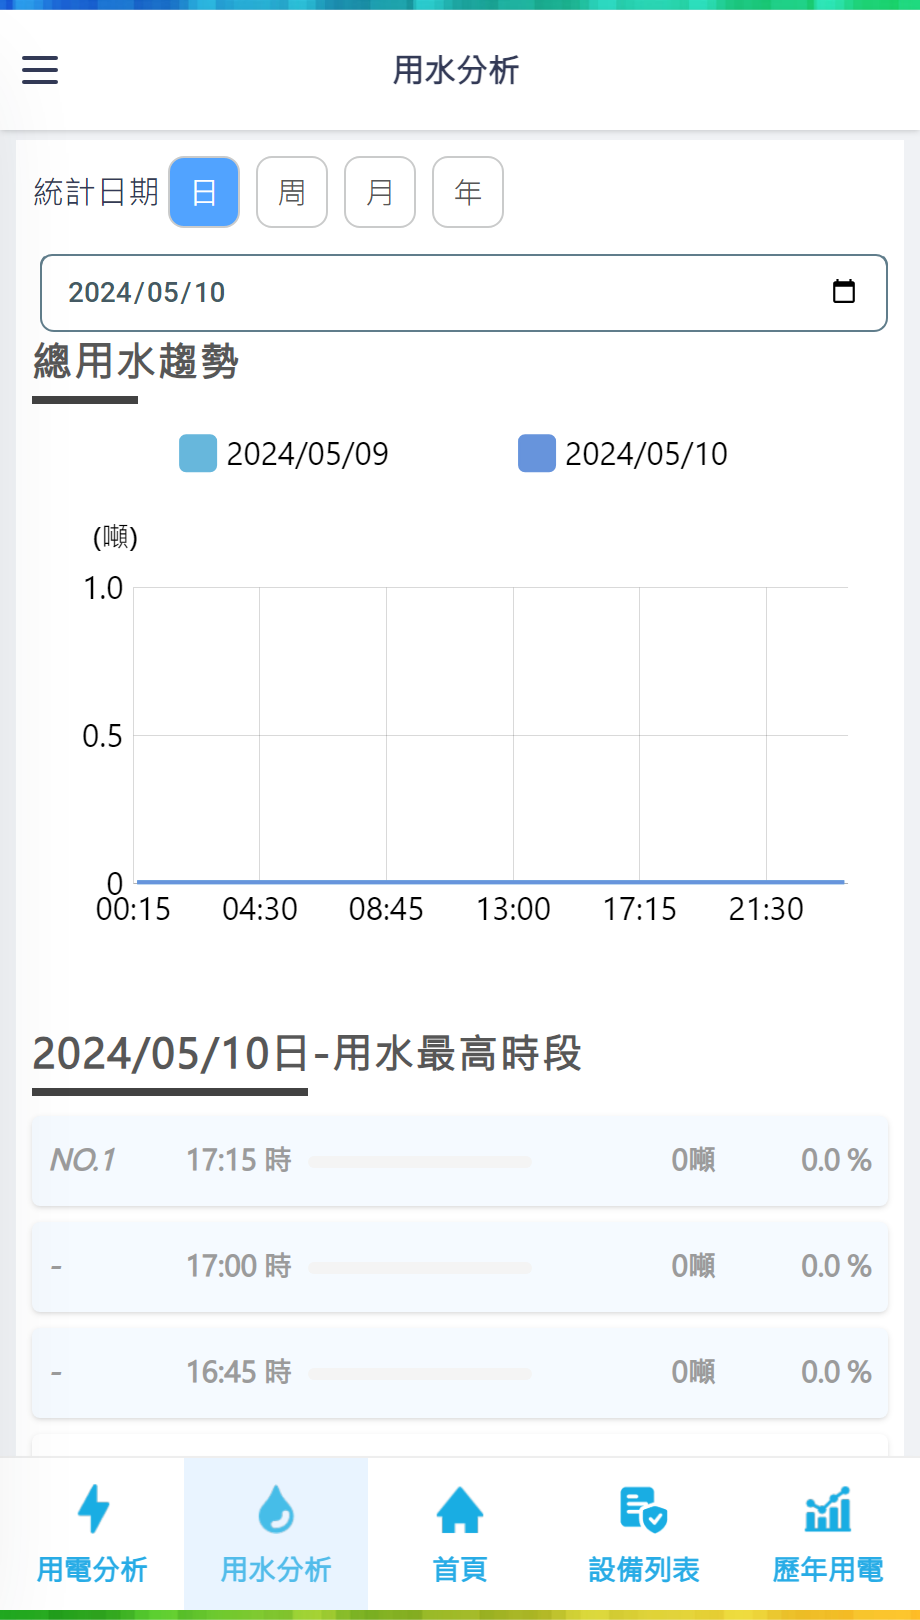 用水分析
統計日期 日 周 月 年
2024/05/10
總用水趨勢
2024/05/09 2024/05/10
(噸)
1.0
0.5
0
00:15 04:30 08:45 13:00 17:15 21:30
2024/05/10日-用水最高時段
NO.1 17:15 時 0噸 0.0 %
- 17:00 時 0噸 0.0 %
- 16:45 時 0噸 0.0 %
用電分析 用水分析 首頁 設備列表 歷年用電